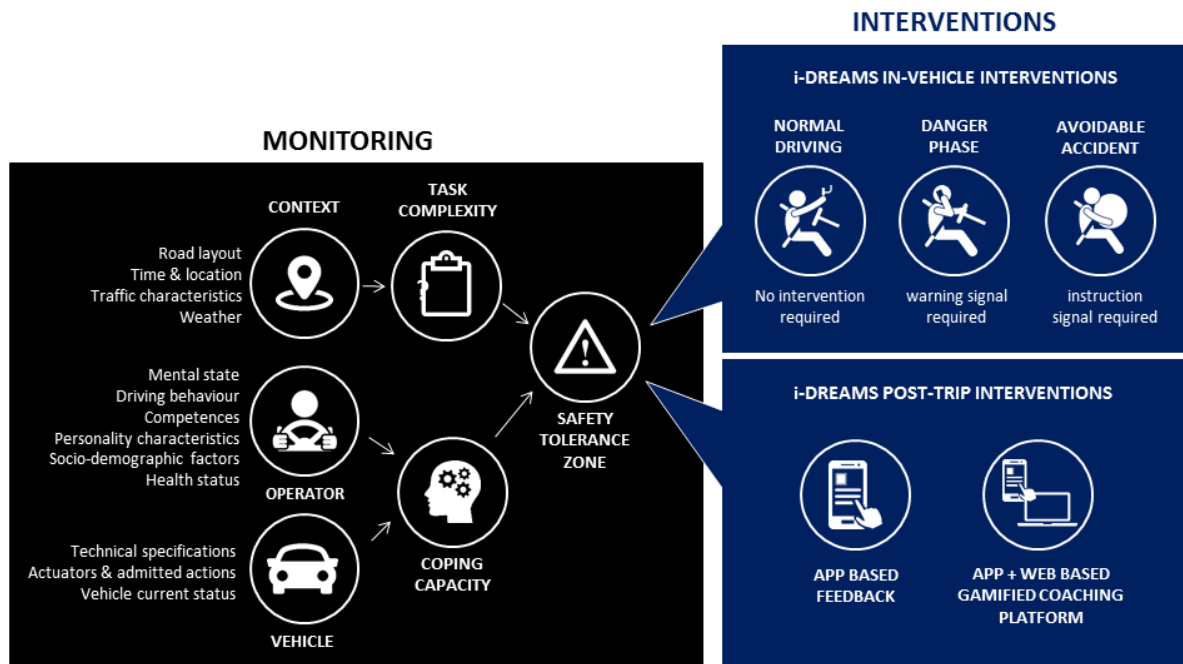 INTERVENTIONS
i-DREAMS IN-VEHICLE INTERVENTIONS
NORMAL
DRIVING
DANGER
PHASE
AVOIDABLE
ACCIDENT
No intervention
required
warning signal
required
instruction
signal required
i-DREAMS POST-TRIP INTERVENTIONS
APP BASED
FEEDBACK
APP + WEB BASED
GAMIFIED COACHING
PLATFORM
MONITORING
CONTEXT
Road layout
Time & location
Traffic characteristics
Weather
TASK
COMPLEXITY
?
Mental state
Driving behaviour
Competences
Personality characteristics
Socio-demographic factors
Health status
OPERATOR
Technical specifications
Actuators & admitted actions
Vehicle current status
VEHICLE
COPING
CAPACITY
!
SAFETY
TOLERANCE
ZONE